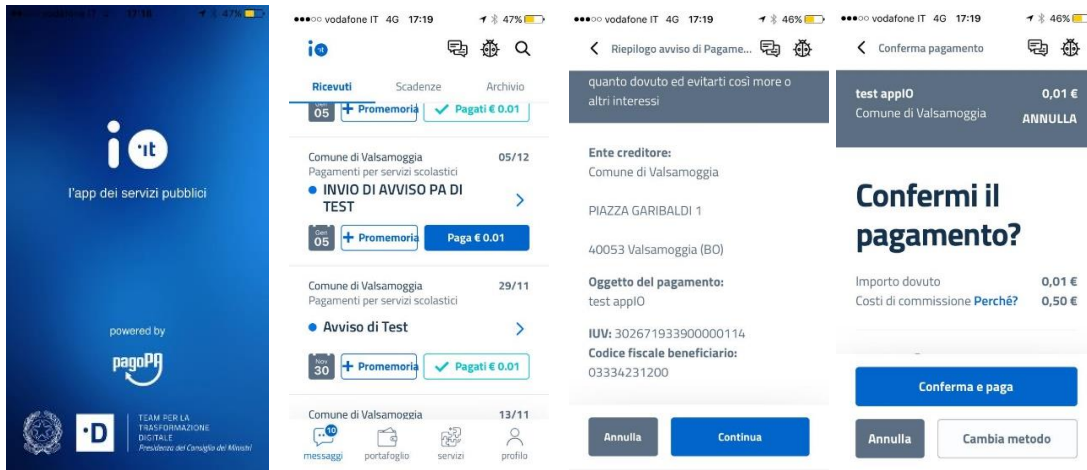 17:18
47%
io it
l'app dei servizi pubblici
powered by
pagoPA
·D
TEAM PER LA
TRASFORMAZIONE
DIGITALE
Presidenza del Consiglio dei Ministri
vodafone IT 4G 17:19 47%
io
Ricevuti Scadenze Archivio
Gen 05 + Promemoria Pagati € 0.01
Comune di Valsamoggia 05/12
Pagamenti per servizi scolastici
INVIO DI AVVISO PA DI
TEST
Gen 05 + Promemoria Paga € 0.01
Comune di Valsamoggia 29/11
Pagamenti per servizi scolastici
Avviso di Test
Nov 30 + Promemoria Pagati € 0.01
Comune di Valsamoggia 13/11
10
messaggi portafoglio servizi profilo
vodafone IT 4G 17:19 46%
Riepilogo avviso di Pagame...
quanto dovuto ed evitarti così more o
altri interessi
Ente creditore:
Comune di Valsamoggia
PIAZZA GARIBALDI 1
40053 Valsamoggia (BO)
Oggetto del pagamento:
test appIO
IUV: 302671933900000114
Codice fiscale beneficiario:
03334231200
Annulla Continua
vodafone IT 4G 17:19 46%
Conferma pagamento
test appIO 0,01 €
Comune di Valsamoggia ANNULLA
Confermi il
pagamento?
Importo dovuto 0,01 €
Costi di commissione Perché? 0,50 €
Conferma e paga
Annulla Cambia metodo